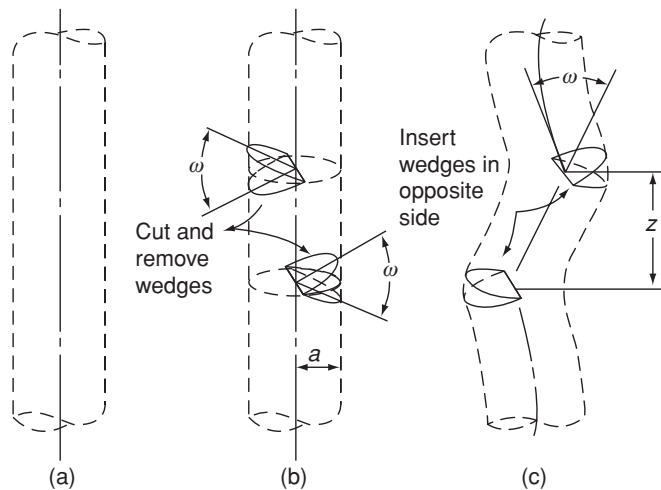 ω
Cut and
remove
wedges
ω
a
(a)
(b)
ω
Insert
wedges in
opposite
side
z
(c)